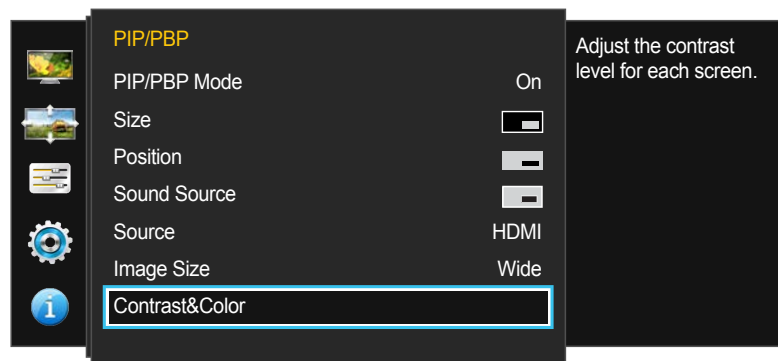 PIP/PBP
PIP/PBP Mode On
Size
Position
Sound Source
Source HDMI
Image Size Wide
Contrast&Color
Adjust the contrast
level for each screen.